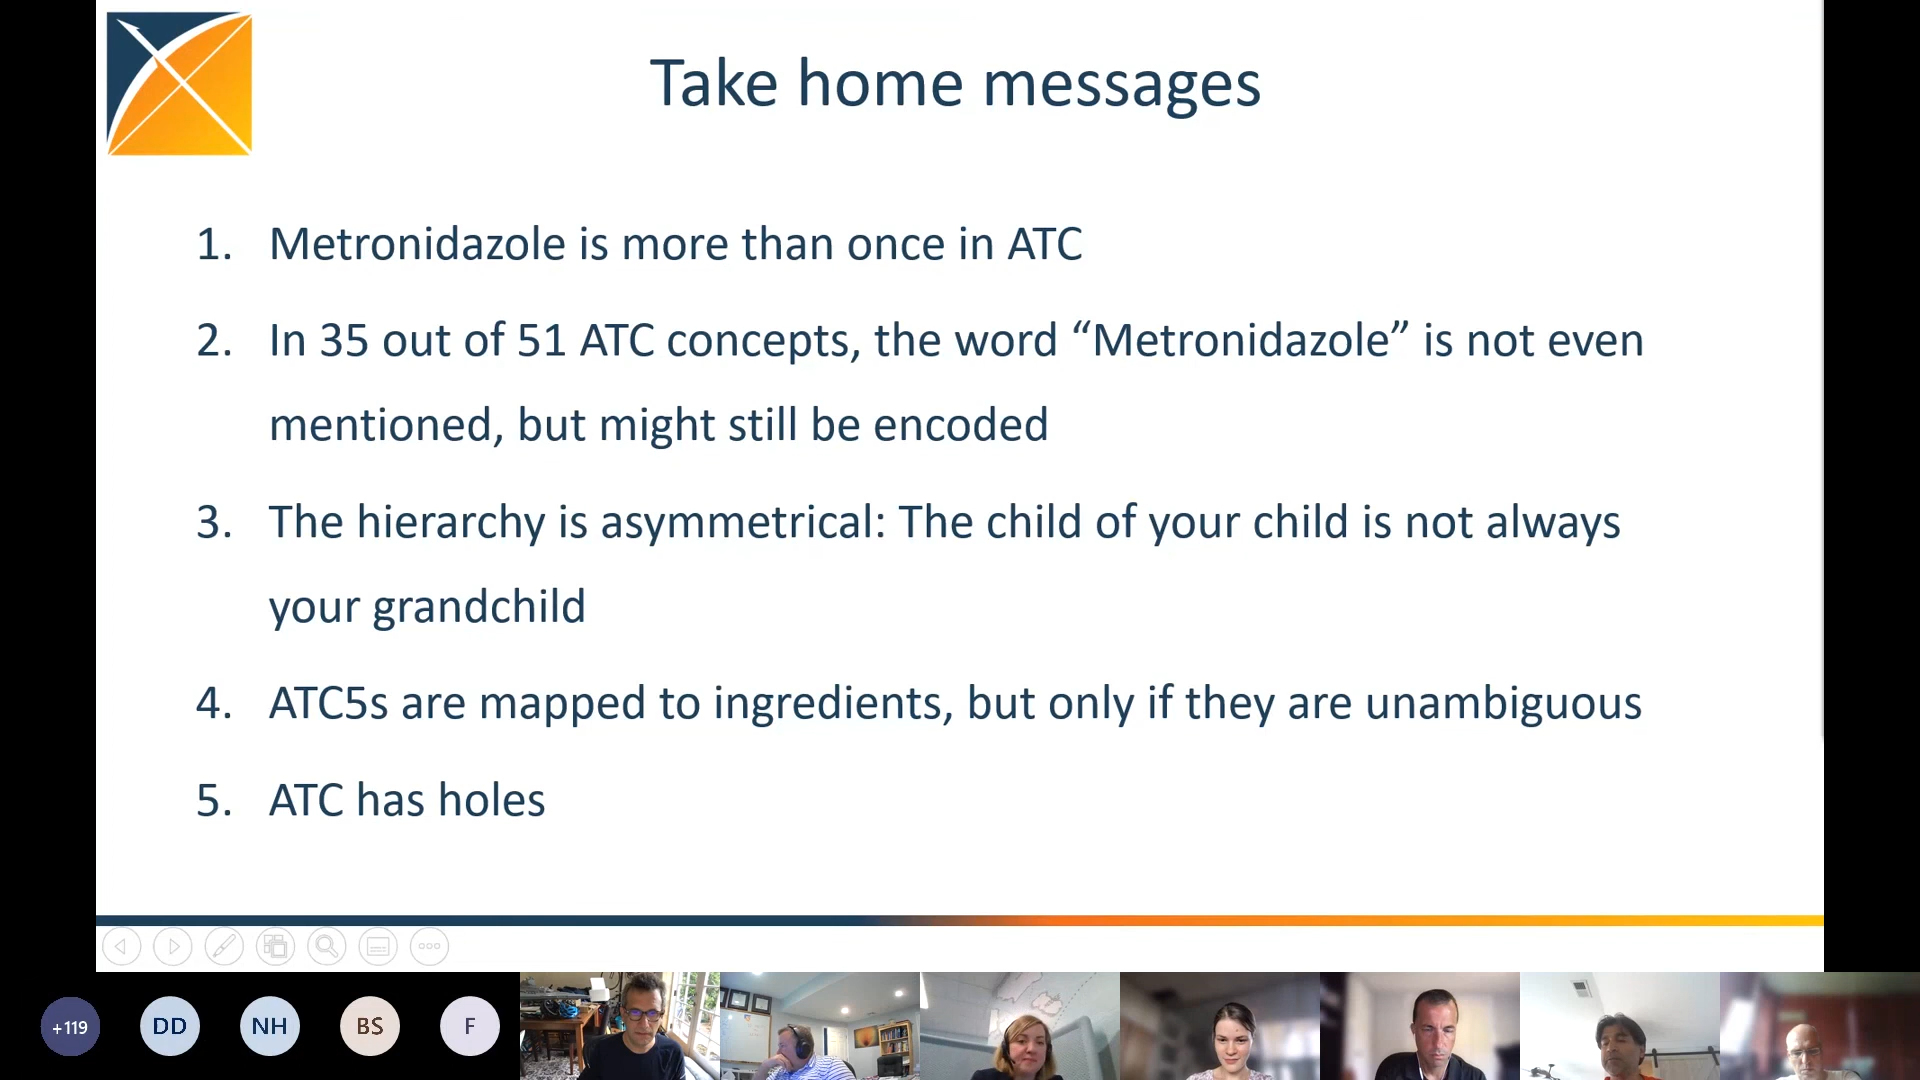 Take home messages
1. Metronidazole is more than once in ATC
2. In 35 out of 51 ATC concepts, the word “Metronidazole” is not even
mentioned, but might still be encoded
3. The hierarchy is asymmetrical: The child of your child is not always
your grandchild
4. ATC5s are mapped to ingredients, but only if they are unambiguous
5. ATC has holes
+119 DD NH BS F